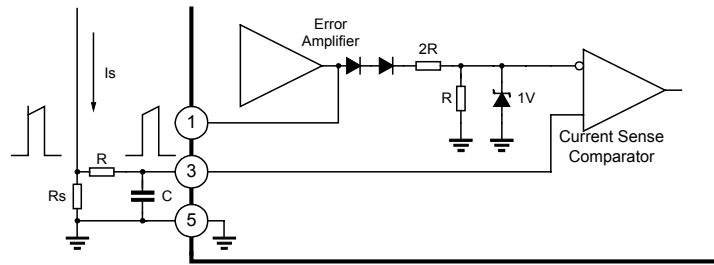 Error
Amplifier
2R
Is
R
1V
1
Current Sense
Comparator
R
3
Rs
C
5